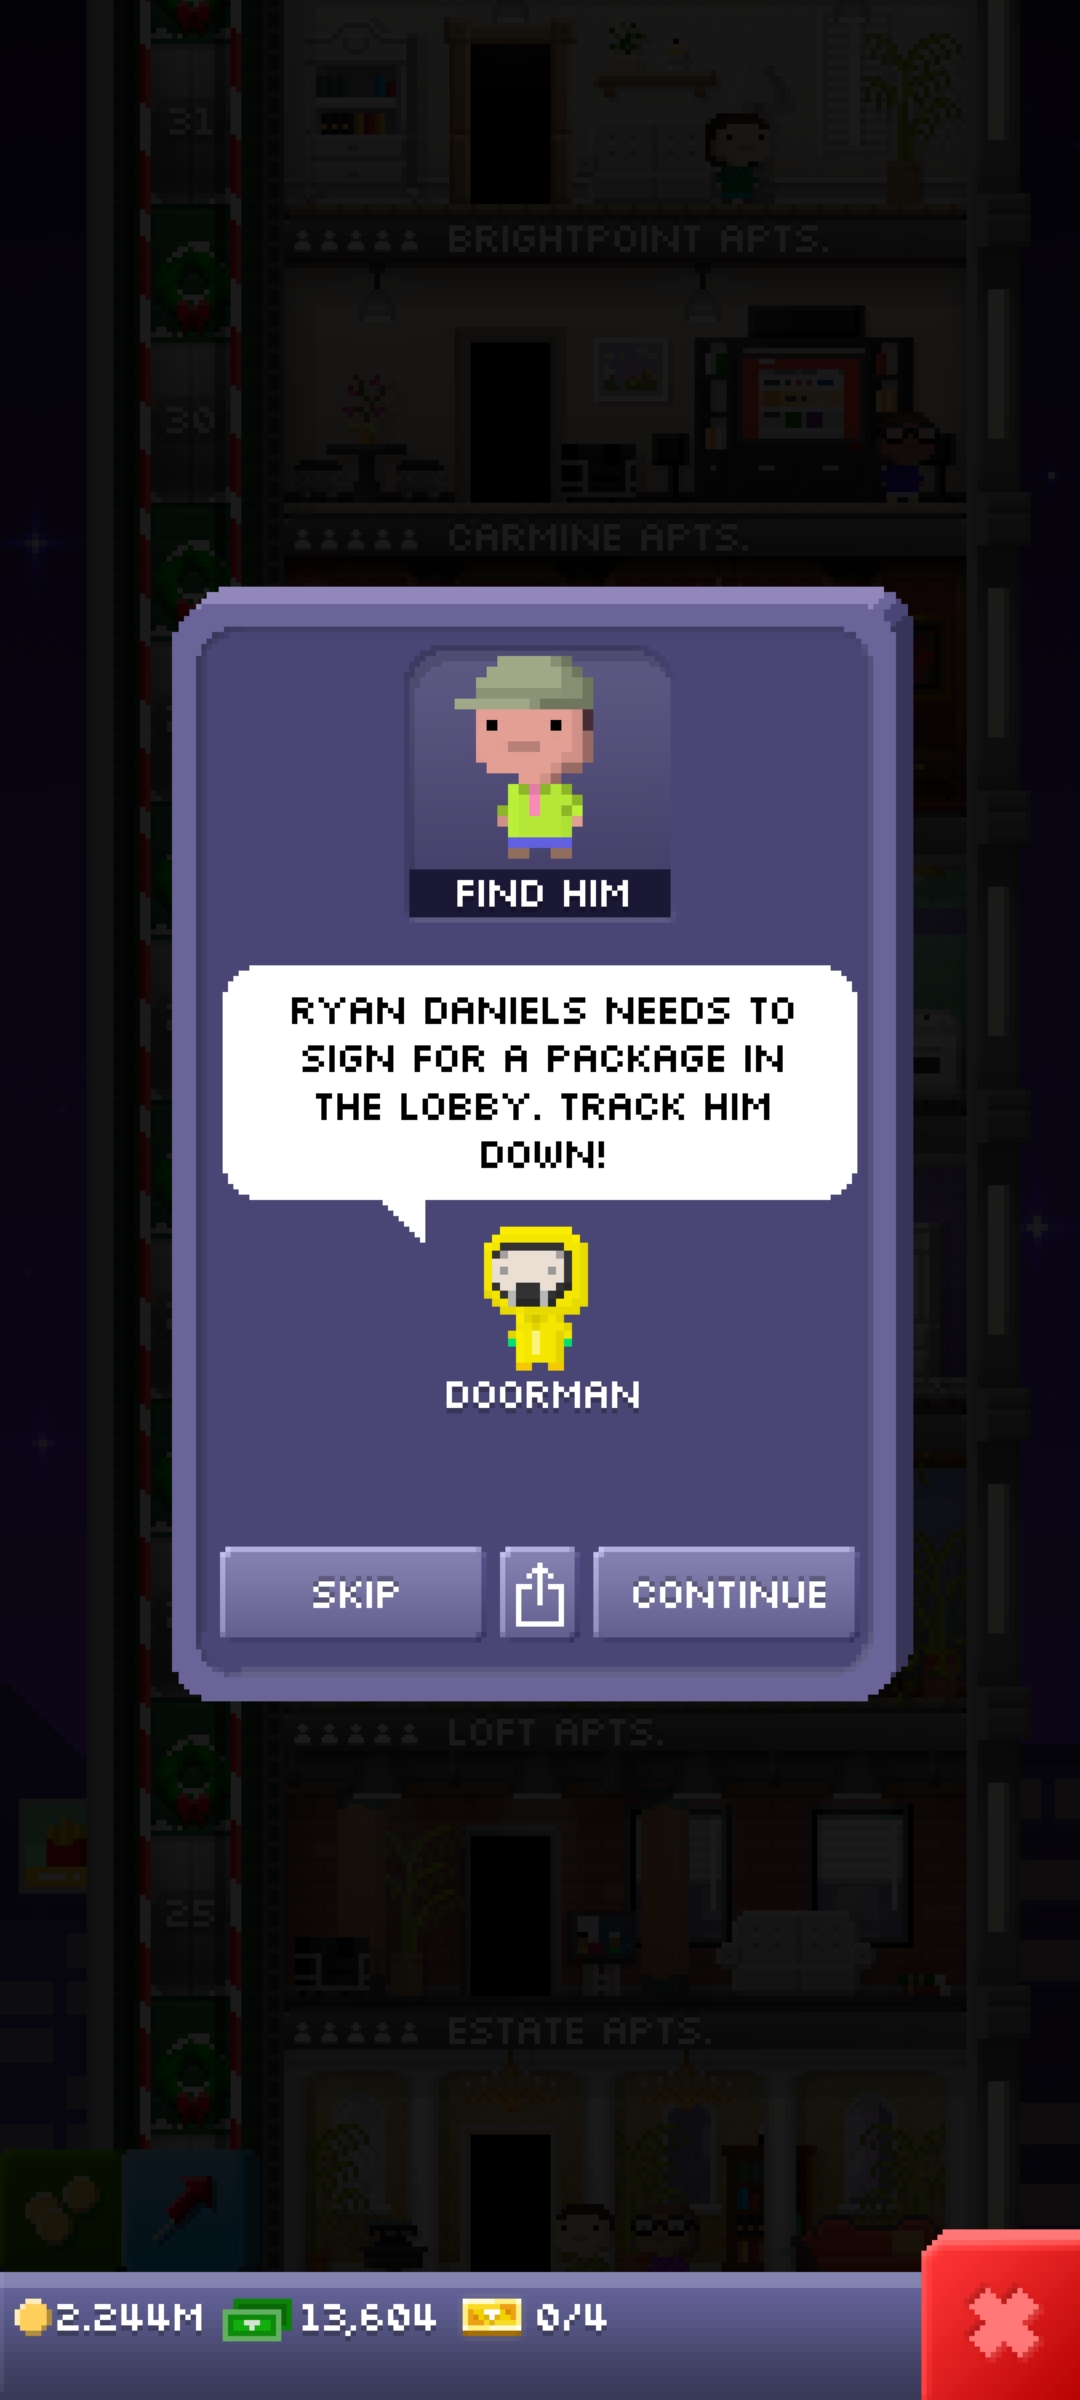 31
BRIGHTPOINT APTS.
30
CARMINE APTS.
FIND HIM
RYAN DANIELS NEEDS TO
SIGN FOR A PACKAGE IN
THE LOBBY. TRACK HIM
DOWN!
DOORMAN
SKIP
CONTINUE
LOFT APTS.
25
ESTATE APTS.
2.244M 13,604 0/4